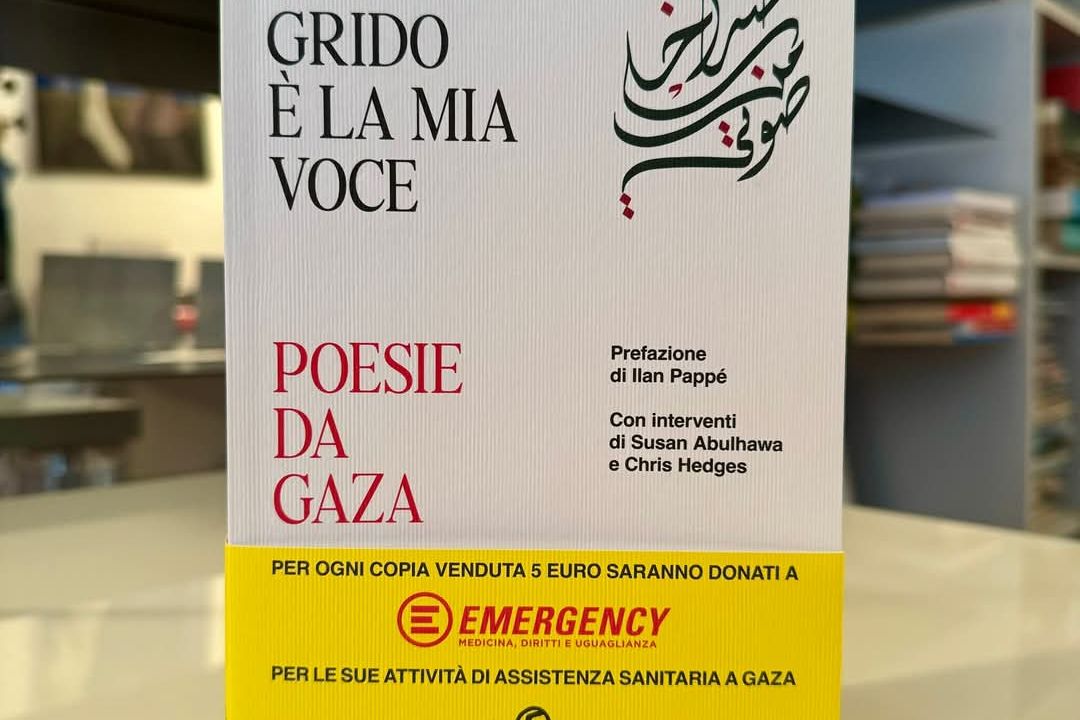 GRIDO
È LA MIA
VOCE
من
صوتي
POESIE
DA
GAZA
Prefazione
di Ilan Pappé
Con interventi
di Susan Abulhawa
e Chris Hedges
PER OGNI COPIA VENDUTA 5 EURO SARANNO DONATI A
EMERGENCY
MEDICINA, DIRITTI E UGUAGLIANZA
PER LE SUE ATTIVITÀ DI ASSISTENZA SANITARIA A GAZA